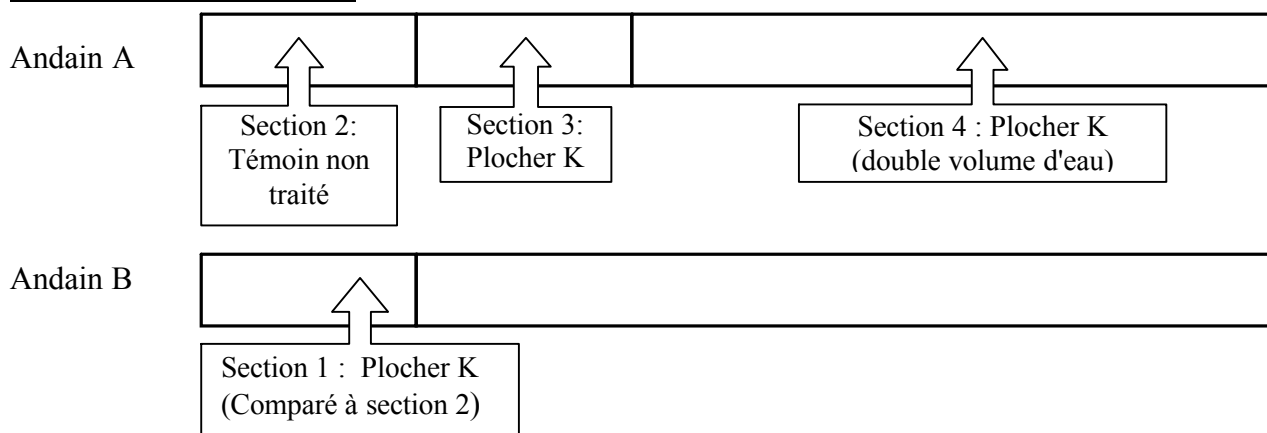 Andain A
Section 2:
Témoin non
traité
Section 3:
Plocher K
Section 4 : Plocher K
(double volume d'eau)
Andain B
Section 1 : Plocher K
(Comparé à section 2)